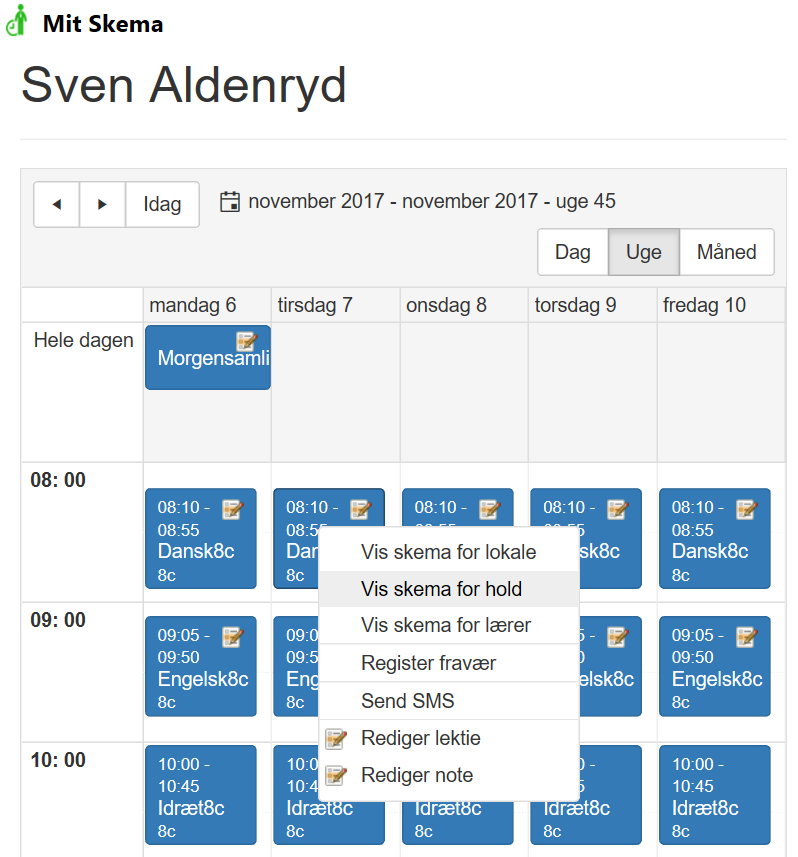 Mit Skema
Sven Aldenryd
Idag
november 2017 - november 2017 - uge 45
Dag Uge Måned
mandag 6 tirsdag 7 onsdag 8 torsdag 9 fredag 10
Hele dagen
Morgensamli
08: 00
08:10 - 08:10 - 08:10 - 08:10 - 08:10 -
08:55 08:55 08:55 08:55 08:55
Dansk8c Dan sk8c Dansk8c
8c 8c 8c
Vis skema for lokale
Vis skema for hold
Vis skema for lærer
Register fravær
Send SMS
Rediger lektie
Rediger note
09: 00
09:05 - 09:0 5 - 09:05 -
09:50 09:5 09:50
Engelsk8c Eng elsk8c Engelsk8c
8c 8c 8c
10: 00
10:00 - 10:0 0 - 10:00 -
10:45 10:4 5 10:45
Idræt8c Idræt8c Idræt8c Idræt8c Idræt8c
8c 8c 8c 8c 8c